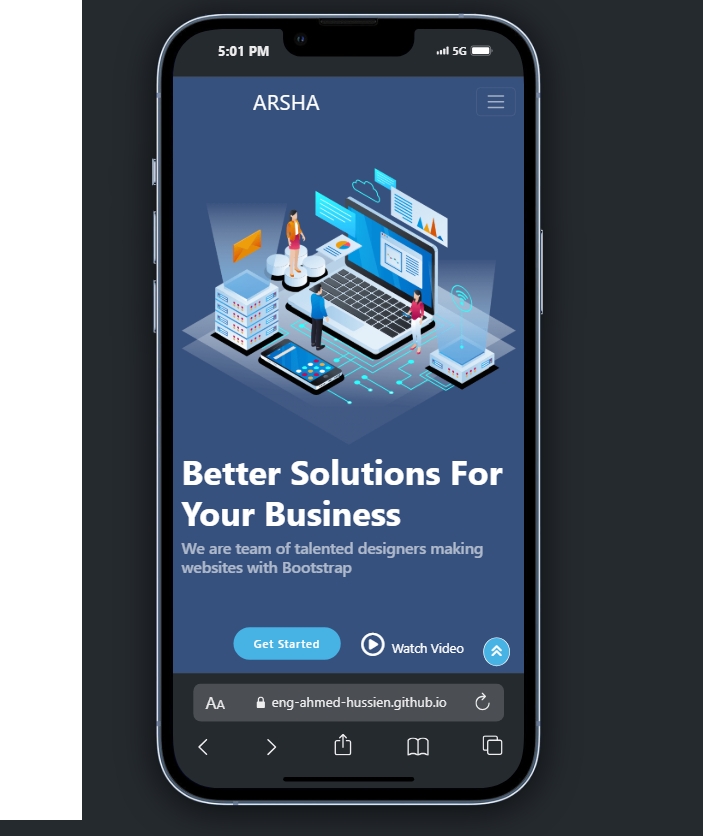 5:01 PM
5G
ARSHA
Better Solutions For
Your Business
We are team of talented designers making
websites with Bootstrap
Get Started
Watch Video
AA
eng-ahmed-hussien.github.io